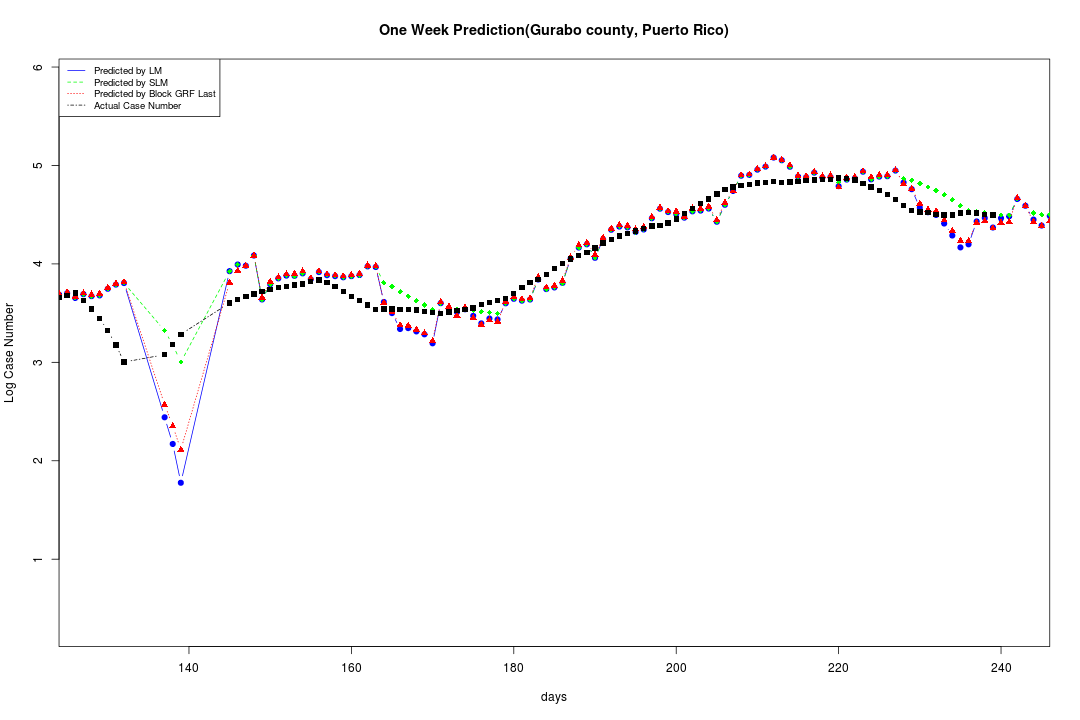 One Week Prediction(Gurabo county, Puerto Rico)
Predicted by LM
Predicted by SLM
Predicted by Block GRF Last
Actual Case Number
6
5
4
3
2
1
Log Case Number
140 160 180 200 220 240
days